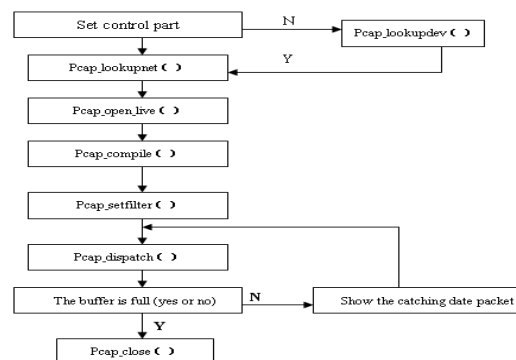 Set control part
N
Pcap_lookupdev ( )
Y
Pcap_lookupnet ( )
Pcap_open_live ( )
Pcap_compile ( )
Pcap_setfilter ( )
Pcap_dispatch ( )
The buffer is full (yes or no)
N
Show the catching date packet
Y
Pcap_close ( )